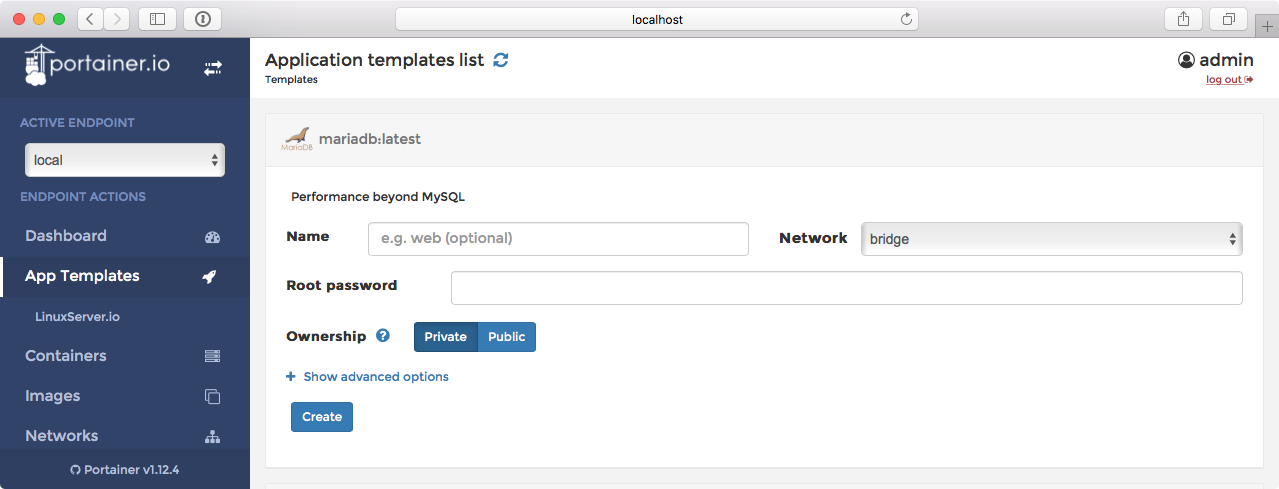 localhost
portainer.io
Application templates list
admin
Templates
log out
ACTIVE ENDPOINT
local
ENDPOINT ACTIONS
Dashboard
App Templates
LinuxServer.io
Containers
Images
Networks
Portainer v1.12.4
MariaDB
mariadb:latest
Performance beyond MySQL
Name e.g. web (optional) Network bridge
Root password
Ownership ? Private Public
+ Show advanced options
Create